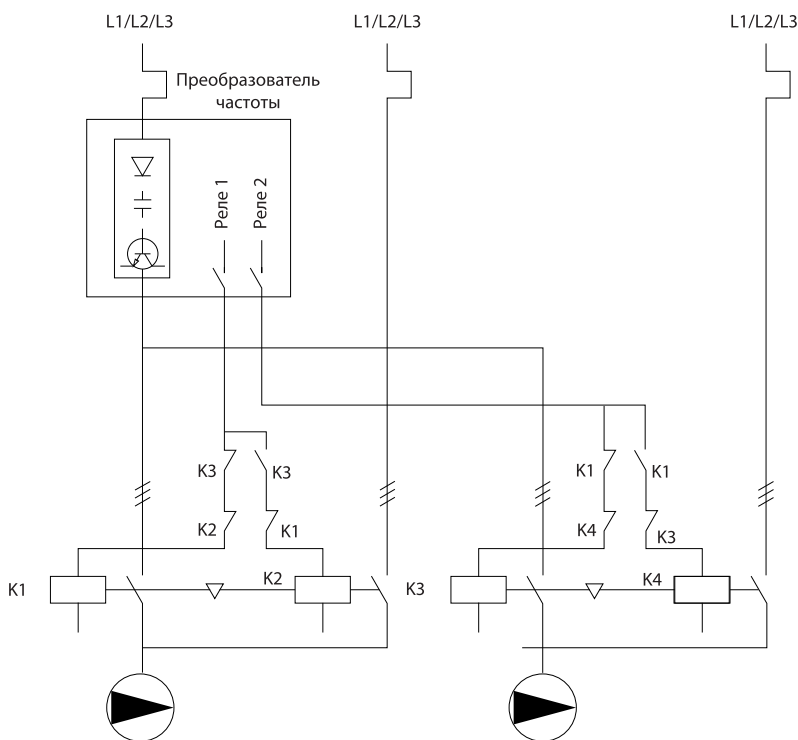 L1/L2/L3
L1/L2/L3
L1/L2/L3
Преобразователь
частоты
Реле 1
Реле 2
K3
K3
K1
K1
K2
K1
K4
K3
K1
K2
K3
K4